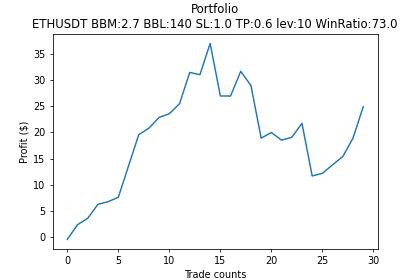 Portfolio
ETHUSDT BBM:2.7 BBL:140 SL:1.0 TP:0.6 lev:10 WinRatio:73.0
35
30
25
20
15
10
5
0
Profit ($)
0 5 10 15 20 25 30
Trade counts